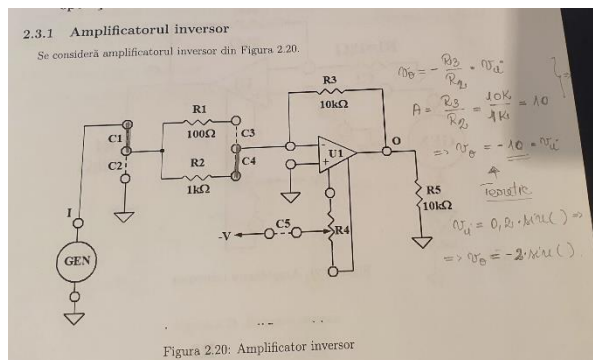 2.3.1 Amplificatorul inversor
Se consideră amplificatorul inversor din Figura 2.20.
R3
10kΩ
R1
100Ω
C1
C3
C2
C4
R2
1kΩ
-
+
U1
O
I
R5
10kΩ
C5
-V
R4
GEN
Figura 2.20: Amplificator inversor
v₀ = - R3/R2 · vi
A = R3/R2 = 10k/1k = 10
=> v₀ = -10 · vi
Teoretic
vi = 0,2 · sin( ) =>
=> v₀ = -2 · sin( )